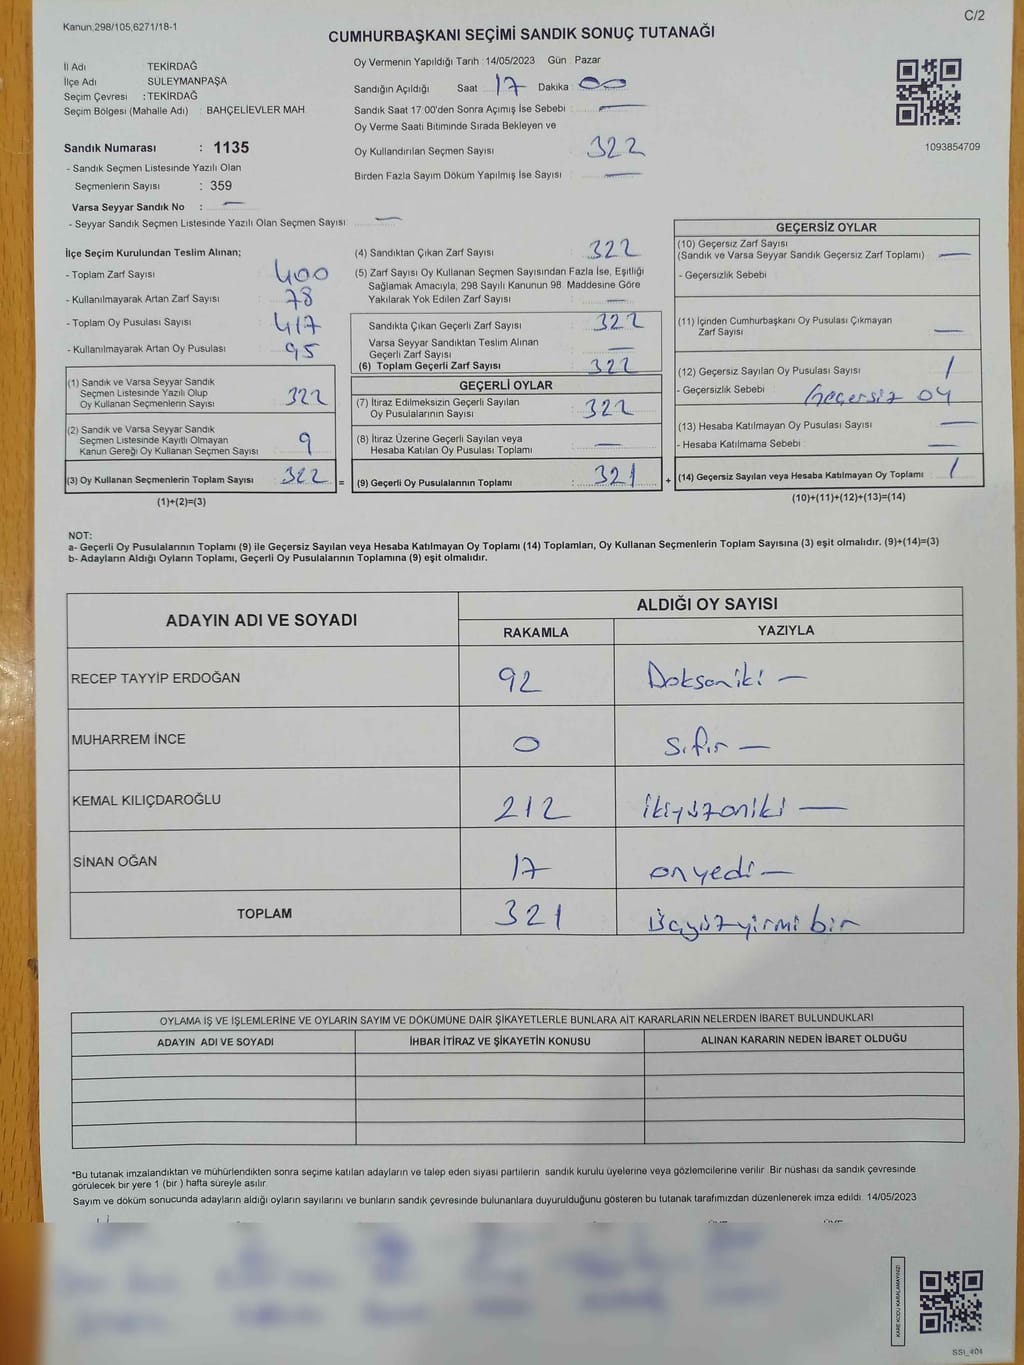 Kanun.298/105,6271/18-1
C/2
CUMHURBAŞKANI SEÇİMİ SANDIK SONUÇ TUTANAĞI
İl Adı : TEKİRDAĞ
İlçe Adı : SÜLEYMANPAŞA
Seçim Çevresi : TEKİRDAĞ
Seçim Bölgesi (Mahalle Adı) : BAHÇELİEVLER MAH
Sandık Numarası : 1135
- Sandık Seçmen Listesinde Yazılı Olan
Seçmenlerin Sayısı : 359
Varsa Seyyar Sandık No : —
- Seyyar Sandık Seçmen Listesinde Yazılı Olan Seçmen Sayısı : —
Oy Vermenin Yapıldığı Tarih : 14/05/2023 Gün : Pazar
Sandığın Açıldığı Saat 17 Dakika 00
Sandık Saat 17:00'den Sonra Açımış İse Sebebi : —
Oy Verme Saati Bitiminde Sırada Bekleyen ve
Oy Kullandırılan Seçmen Sayısı : 322
Birden Fazla Sayım Döküm Yapılmış İse Sayısı : —
1093854709
İlçe Seçim Kurulundan Teslim Alınan;
- Toplam Zarf Sayısı : 400
- Kullanılmayarak Artan Zarf Sayısı : 78
- Toplam Oy Pusulası Sayısı : 417
- Kullanılmayarak Artan Oy Pusulası : 95
(1) Sandık ve Varsa Seyyar Sandık
Seçmen Listesinde Yazılı Olup
Oy Kullanan Seçmenlerin Sayısı : 322
(2) Sandık ve Varsa Seyyar Sandık
Seçmen Listesinde Kayıtlı Olmayan
Kanun Gereği Oy Kullanan Seçmen Sayısı : 9
(3) Oy Kullanan Seçmenlerin Toplam Sayısı : 322 =
(1)+(2)=(3)
(4) Sandıktan Çıkan Zarf Sayısı : 322
(5) Zarf Sayısı Oy Kullanan Seçmen Sayısından Fazla İse, Eşitliği
Sağlamak Amacıyla, 298 Sayılı Kanunun 98. Maddesine Göre
Yakılarak Yok Edilen Zarf Sayısı : —
Sandıkta Çıkan Geçerli Zarf Sayısı : 322
Varsa Seyyar Sandıktan Teslim Alınan
Geçerli Zarf Sayısı : —
(6) Toplam Geçerli Zarf Sayısı : 322
GEÇERLİ OYLAR
(7) İtiraz Edilmeksizin Geçerli Sayılan
Oy Pusulalarının Sayısı : 322
(8) İtiraz Üzerine Geçerli Sayılan veya
Hesaba Katılan Oy Pusulası Toplamı : —
(9) Geçerli Oy Pusulalarının Toplamı : 321 +
GEÇERSİZ OYLAR
(10) Geçersiz Zarf Sayısı
(Sandık ve Varsa Seyyar Sandık Geçersiz Zarf Toplamı) : —
- Geçersizlik Sebebi :
(11) İçinden Cumhurbaşkanı Oy Pusulası Çıkmayan
Zarf Sayısı : —
(12) Geçersiz Sayılan Oy Pusulası Sayısı : 1
- Geçersizlik Sebebi : Geçersiz oy
(13) Hesaba Katılmayan Oy Pusulası Sayısı : —
- Hesaba Katılmama Sebebi : —
(14) Geçersiz Sayılan veya Hesaba Katılmayan Oy Toplamı : 1
(10)+(11)+(12)+(13)=(14)
NOT:
a- Geçerli Oy Pusulalarının Toplamı (9) ile Geçersiz Sayılan veya Hesaba Katılmayan Oy Toplamı (14) Toplamları, Oy Kullanan Seçmenlerin Toplam Sayısına (3) eşit olmalıdır. (9)+(14)=(3)
b- Adayların Aldığı Oyların Toplamı, Geçerli Oy Pusulalarının Toplamına (9) eşit olmalıdır.
ADAYIN ADI VE SOYADI
ALDIĞI OY SAYISI
RAKAMLA YAZIYLA
RECEP TAYYİP ERDOĞAN 92 Doksaniki —
MUHARREM İNCE 0 sıfır —
KEMAL KILIÇDAROĞLU 212 ikiyüzoniki —
SİNAN OĞAN 17 onyedi —
TOPLAM 321 üçyüzyirmi bir
OYLAMA İŞ VE İŞLEMLERİNE VE OYLARIN SAYIM VE DÖKÜMÜNE DAİR ŞİKAYETLERLE BUNLARA AİT KARARLARIN NELERDEN İBARET BULUNDUKLARI
ADAYIN ADI VE SOYADI İHBAR İTİRAZ VE ŞİKAYETİN KONUSU ALINAN KARARIN NEDEN İBARET OLDUĞU
*Bu tutanak imzalandıktan ve mühürlendikten sonra seçime katılan adayların ve talep eden siyasi partilerin sandık kurulu üyelerine veya gözlemcilerine verilir. Bir nüshası da sandık çevresinde
görülecek bir yere 1 (bir ) hafta süreyle asılır.
Sayım ve döküm sonucunda adayların aldığı oyların sayılarını ve bunların sandık çevresinde bulunanlara duyurulduğunu gösteren bu tutanak tarafımızdan düzenlenerek imza edildi. 14/05/2023
KARE KODU KARALAMAYINIZ!